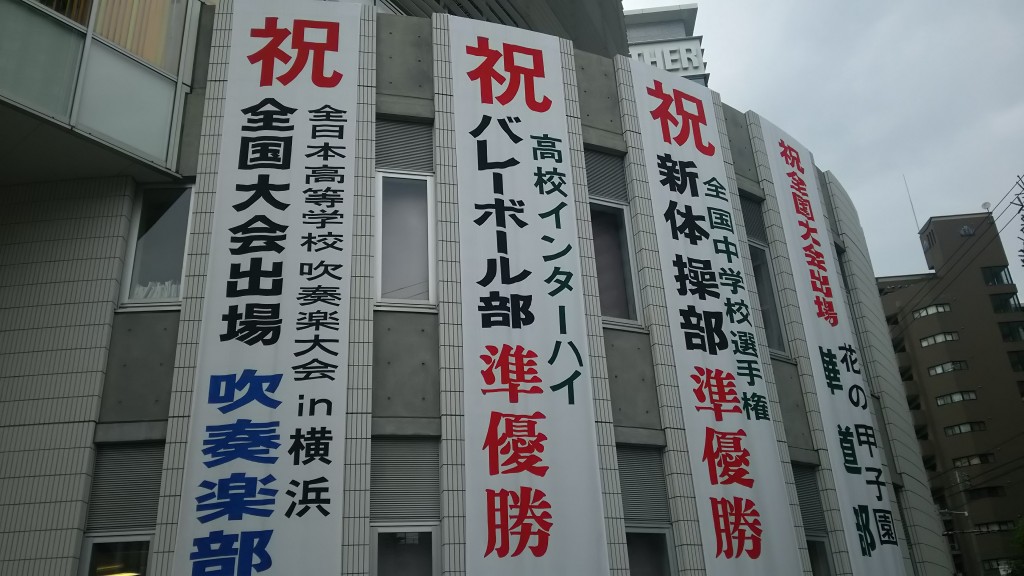 祝
全日本高等学校吹奏楽大会in横浜
全国大会出場 吹奏楽部
祝
高校インターハイ
バレーボール部 準優勝
祝
全国中学校選手権
新体操部 準優勝
祝全国大会出場
花の甲子園
華道部
THER